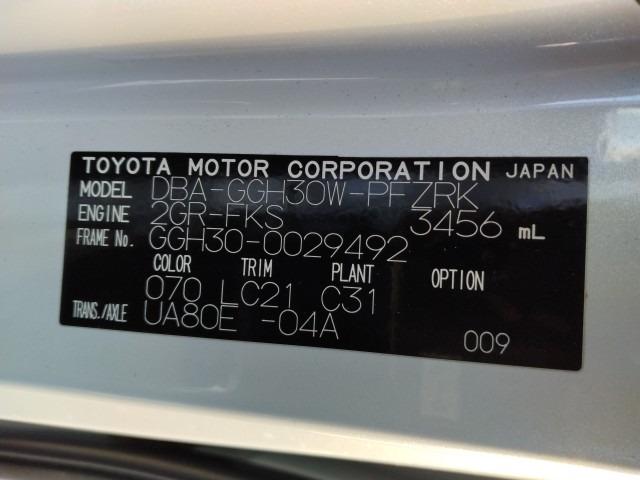 TOYOTA MOTOR CORPORATION JAPAN
MODEL DBA-GGH30W-PFZRK
ENGINE 2GR-FKS 3456 mL
FRAME No. GGH30-0029492
COLOR TRIM PLANT OPTION
070 LC21 C31
TRANS./AXLE UA80E -04A
009